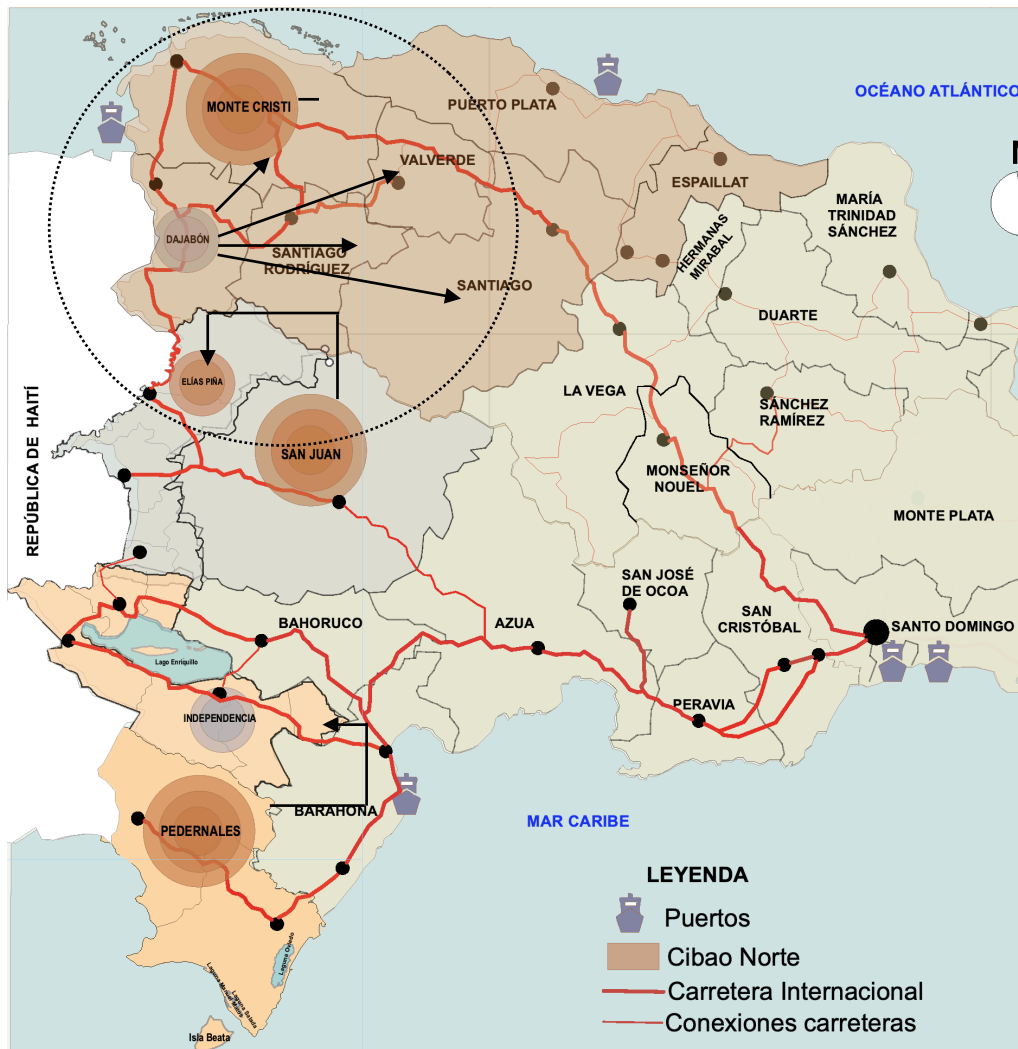 OCÉANO ATLÁNTICO
PUERTO PLATA
MONTE CRISTI
VALVERDE
ESPAILLAT
MARÍA
TRINIDAD
SÁNCHEZ
HERMANAS
MIRABAL
DAJABÓN
SANTIAGO
RODRÍGUEZ
SANTIAGO
DUARTE
ELÍAS PIÑA
LA VEGA
SÁNCHEZ
RAMÍREZ
SAN JUAN
MONSEÑOR
NOUEL
REPÚBLICA DE HAITÍ
MONTE PLATA
SAN JOSÉ
DE OCOA
BAHORUCO
AZUA
SAN
CRISTÓBAL
SANTO DOMINGO
Lago Enriquillo
INDEPENDENCIA
PERAVIA
BARAHONA
PEDERNALES
MAR CARIBE
Laguna Oviedo
Isla Beata
LEYENDA
Puertos
Cibao Norte
Carretera Internacional
Conexiones carreteras